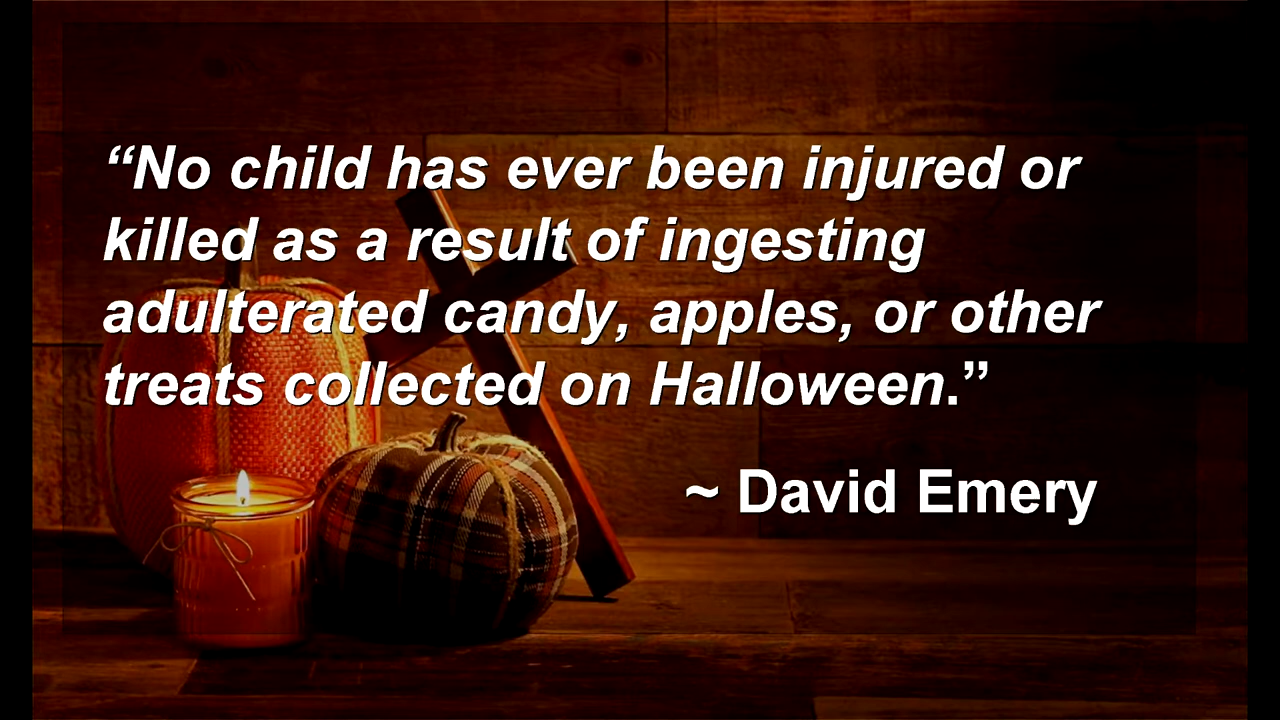 “No child has ever been injured or
killed as a result of ingesting
adulterated candy, apples, or other
treats collected on Halloween.”
~ David Emery